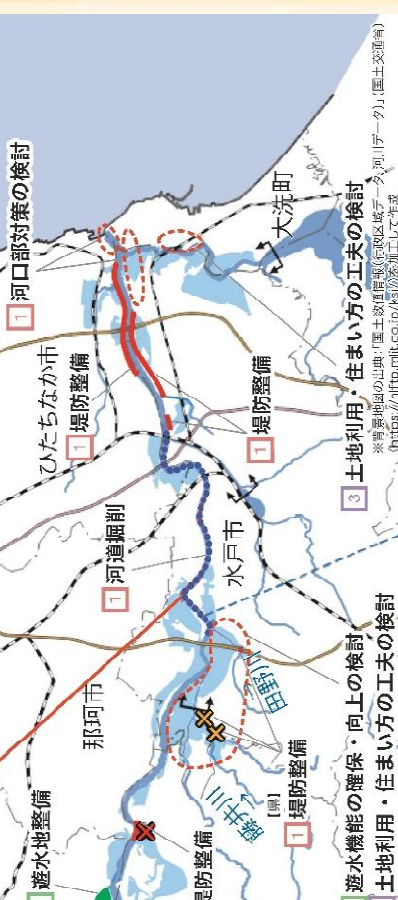 1 河口部対策の検討
ひたちなか市
1 堤防整備
大洗町
1 堤防整備
3 土地利用・住まい方の工夫の検討
※背景地図の出典:「国土数値情報(行政区域データ,河川データ)」(国土交通省)
1 河道掘削
水戸市
那珂市
田野川
藤井川
【県】
1 堤防整備
遊水地整備
堤防整備
遊水機能の確保・向上の検討
土地利用・住まい方の工夫の検討